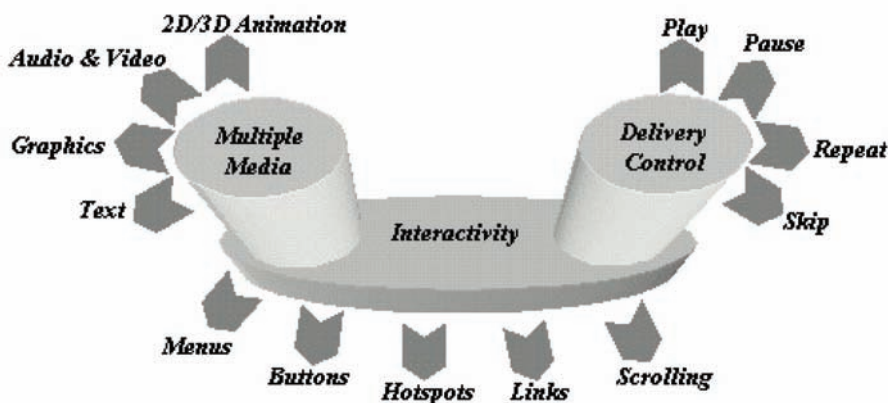 2D/3D Animation
Audio & Video
Graphics
Text
Multiple
Media
Play
Pause
Delivery
Control
Repeat
Skip
Interactivity
Menus
Buttons
Hotspots
Links
Scrolling